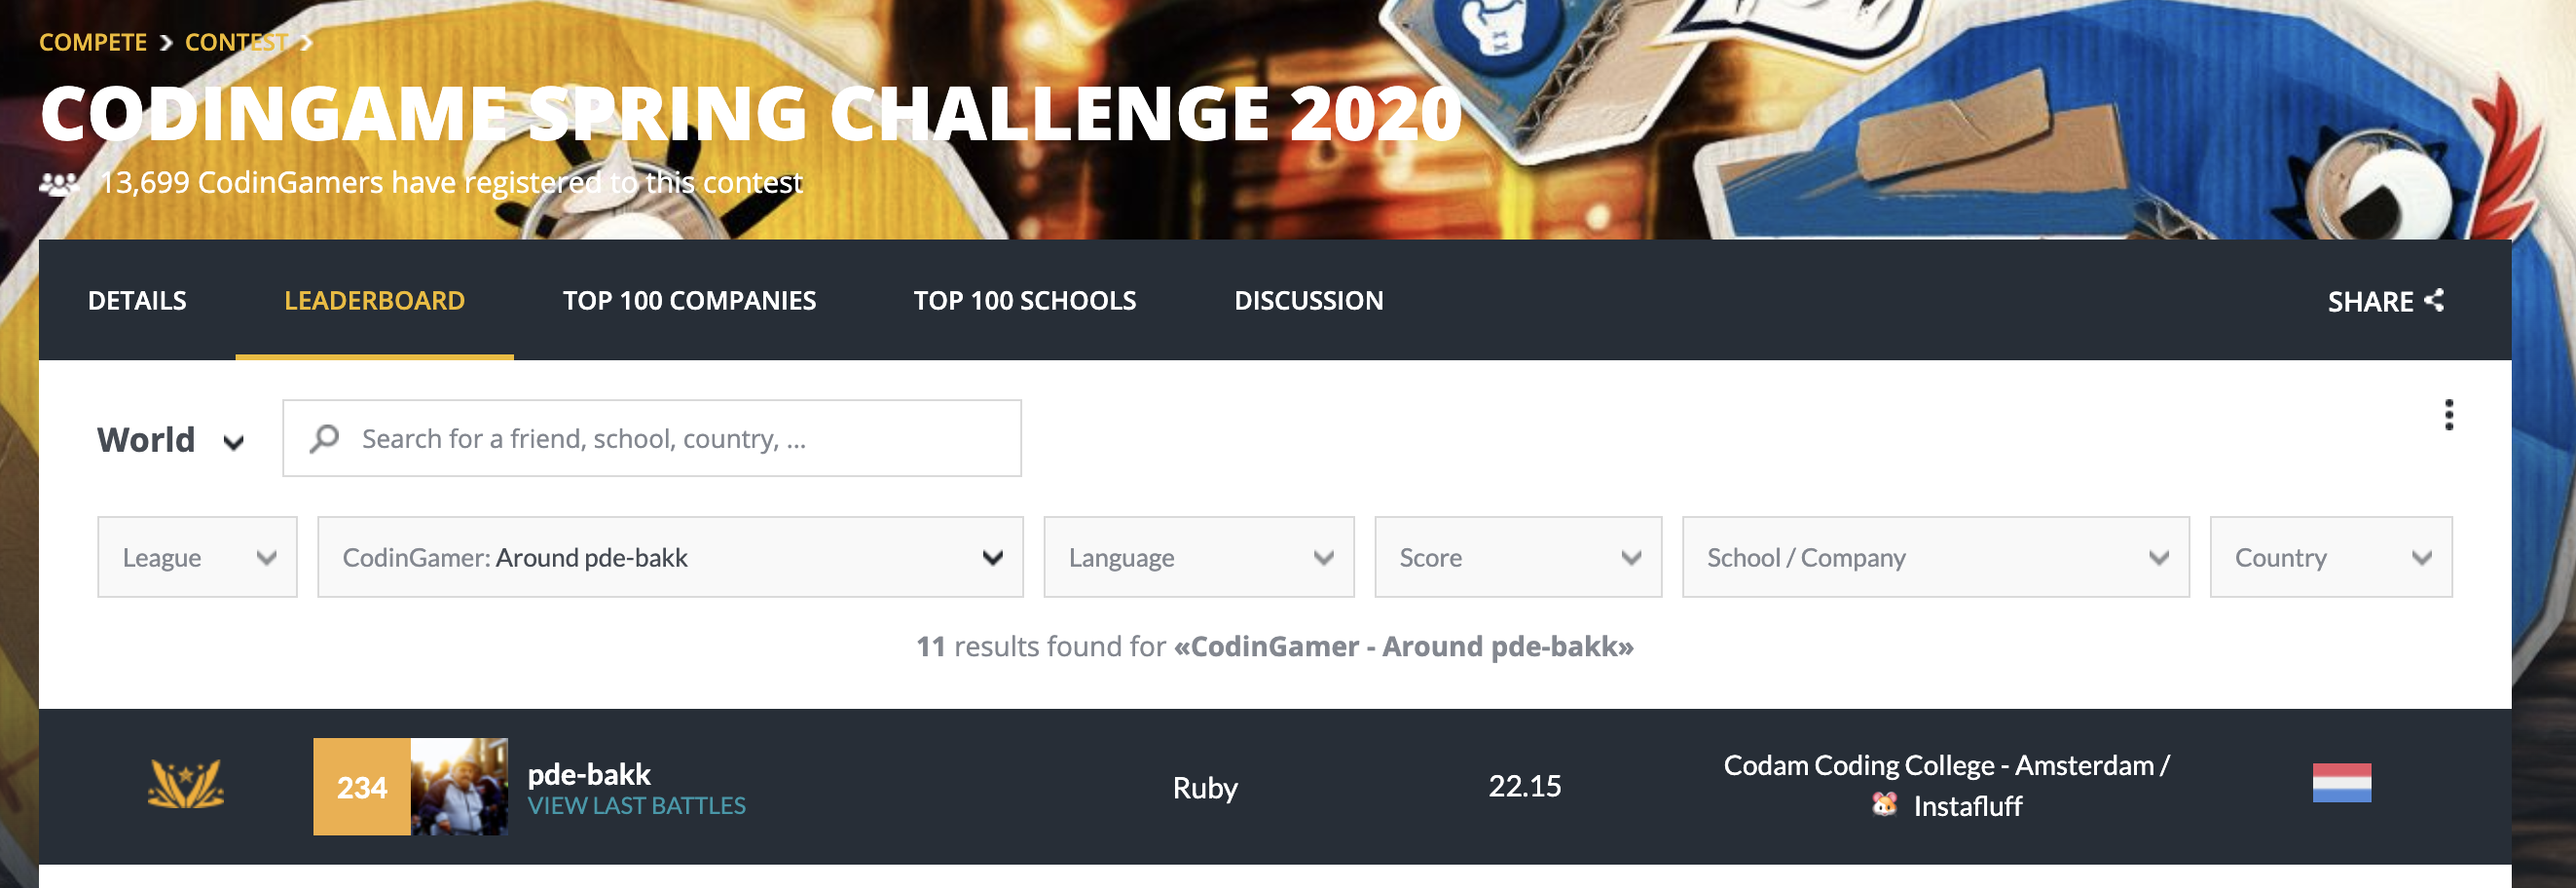 COMPETE > CONTEST >
CODINGAME SPRING CHALLENGE 2020
13,699 CodinGamers have registered to this contest
DETAILS LEADERBOARD TOP 100 COMPANIES TOP 100 SCHOOLS DISCUSSION SHARE
World Search for a friend, school, country, ...
League CodinGamer: Around pde-bakk Language Score School / Company Country
11 results found for «CodinGamer - Around pde-bakk»
234 pde-bakk Ruby 22.15 Codam Coding College - Amsterdam /
VIEW LAST BATTLES 🐹 Instafluff